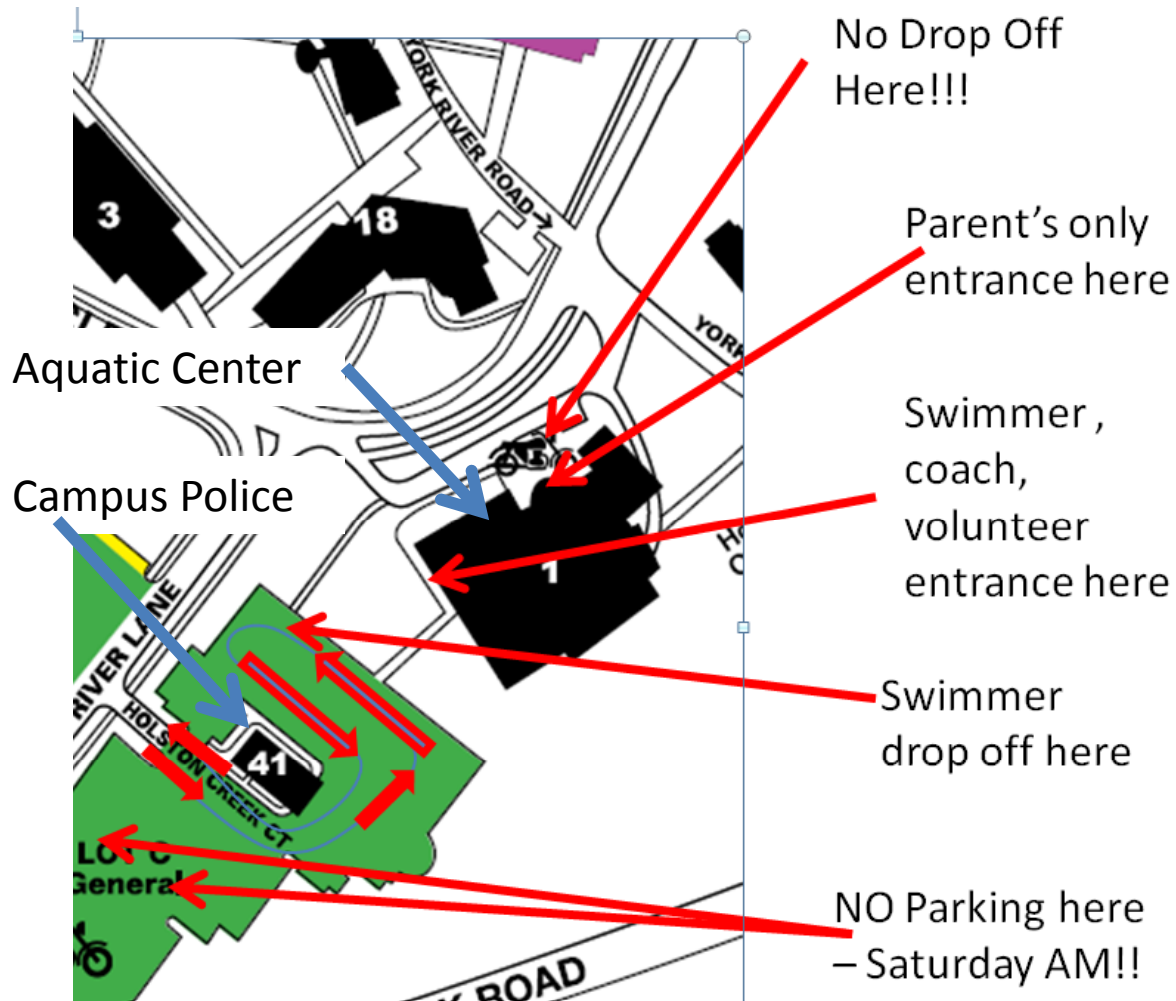 No Drop Off
Here!!!
YORK RIVER ROAD→
3
18
Parent’s only
entrance here
YORK
Aquatic Center
Swimmer ,
coach,
volunteer
entrance here
Campus Police
1
RIVER LANE
HOLSTON CREEK CT
41
Swimmer
drop off here
LOT C
General
NO Parking here
– Saturday AM!!
ROAD